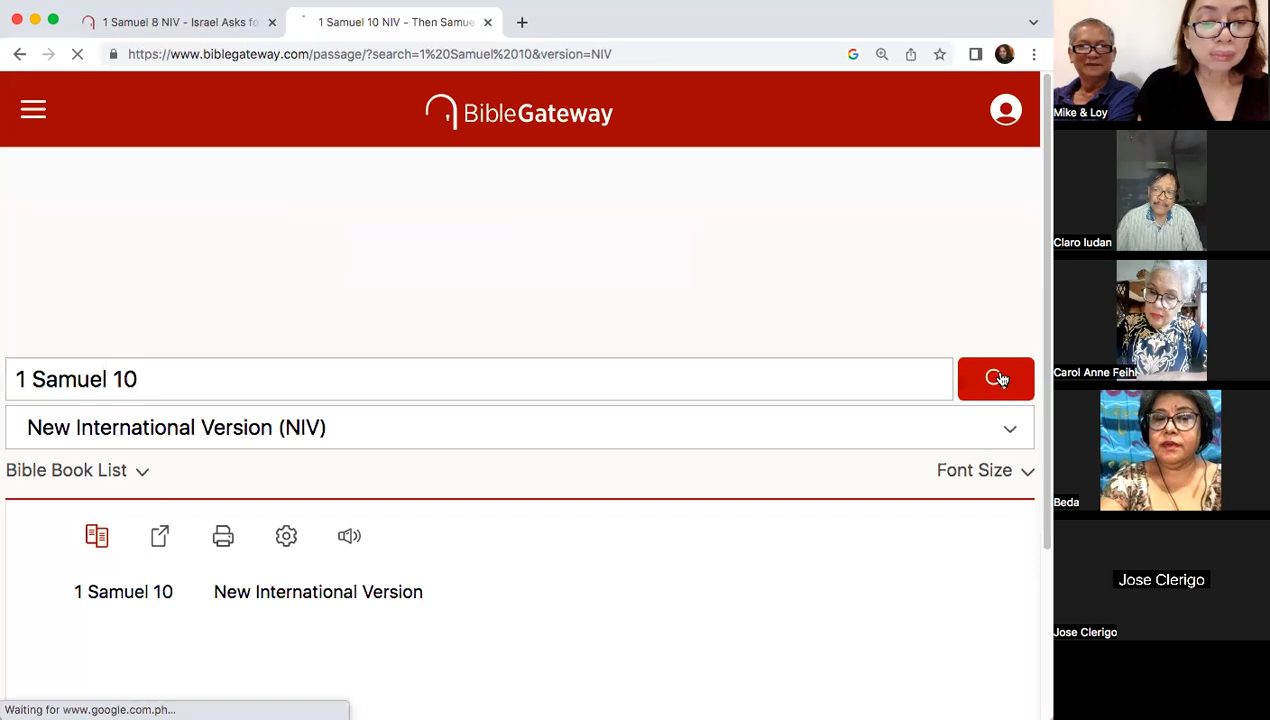 1 Samuel 8 NIV - Israel Asks fo
1 Samuel 10 NIV - Then Samue
https://www.biblegateway.com/passage/?search=1%20Samuel%2010&version=NIV
BibleGateway
1 Samuel 10
New International Version (NIV)
Bible Book List
Font Size
1 Samuel 10 New International Version
Waiting for www.google.com.ph...
Mike & Loy
Claro Iudan
Carol Anne Feihl
Beda
Jose Clerigo
Jose Clerigo